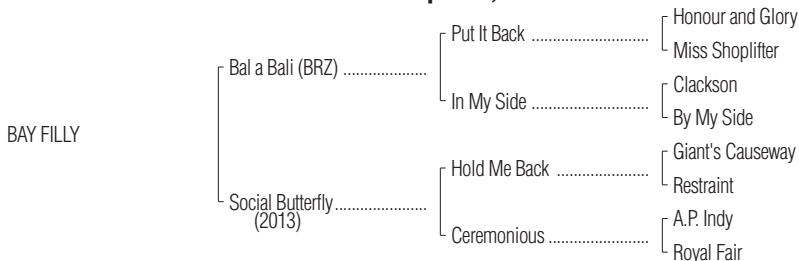 Honour and Glory
Put It Back ....................
Miss Shoplifter
Bal a Bali (BRZ) .....................
Clackson
In My Side ....................
By My Side
BAY FILLY
Giant's Causeway
Hold Me Back ....................
Restraint
Social Butterfly.......................
(2013)
A.P. Indy
Ceremonious ....................
Royal Fair